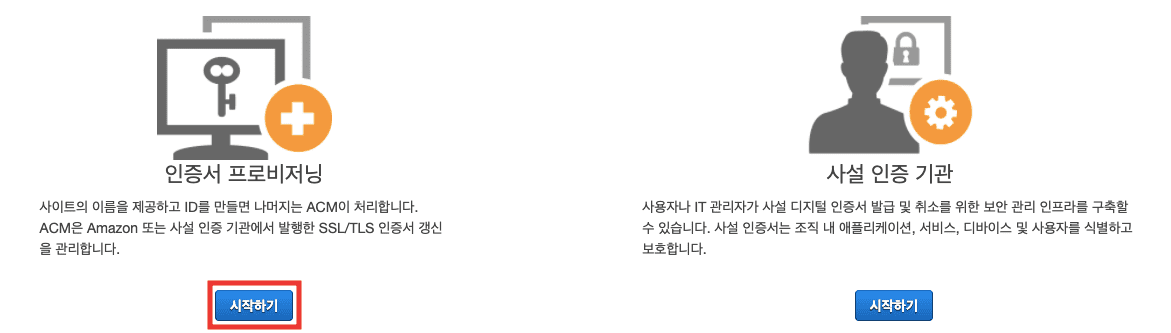 인증서 프로비저닝
사이트의 이름을 제공하고 ID를 만들면 나머지는 ACM이 처리합니다.
ACM은 Amazon 또는 사설 인증 기관에서 발행한 SSL/TLS 인증서 갱신
을 관리합니다.
시작하기
사설 인증 기관
사용자나 IT 관리자가 사설 디지털 인증서 발급 및 취소를 위한 보안 관리 인프라를 구축할
수 있습니다. 사설 인증서는 조직 내 애플리케이션, 서비스, 디바이스 및 사용자를 식별하고
보호합니다.
시작하기